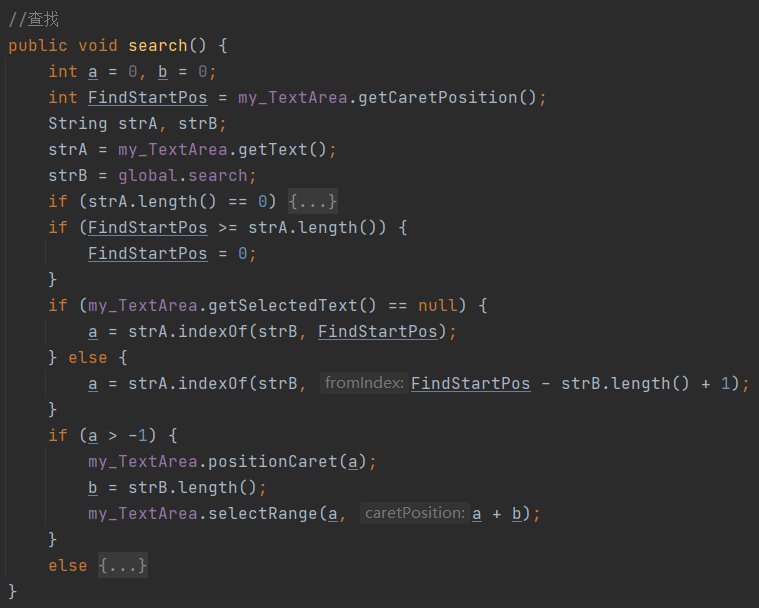 //查找
public void search() {
int a = 0, b = 0;
int FindStartPos = my_TextArea.getCaretPosition();
String strA, strB;
strA = my_TextArea.getText();
strB = global.search;
if (strA.length() == 0) {...}
if (FindStartPos >= strA.length()) {
FindStartPos = 0;
}
if (my_TextArea.getSelectedText() == null) {
a = strA.indexOf(strB, FindStartPos);
} else {
a = strA.indexOf(strB, fromIndex: FindStartPos - strB.length() + 1);
}
if (a > -1) {
my_TextArea.positionCaret(a);
b = strB.length();
my_TextArea.selectRange(a, caretPosition: a + b);
}
else {...}
}